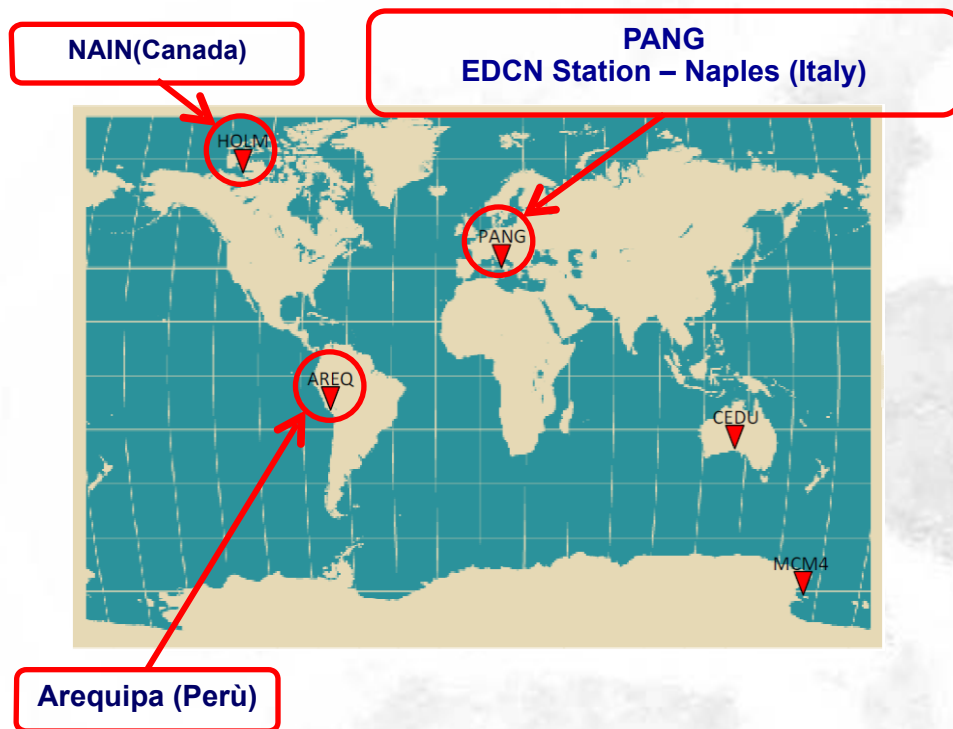 NAIN(Canada)
PANG
EDCN Station – Naples (Italy)
HOLM
PANG
AREQ
CEDU
MCM4
Arequipa (Perù)